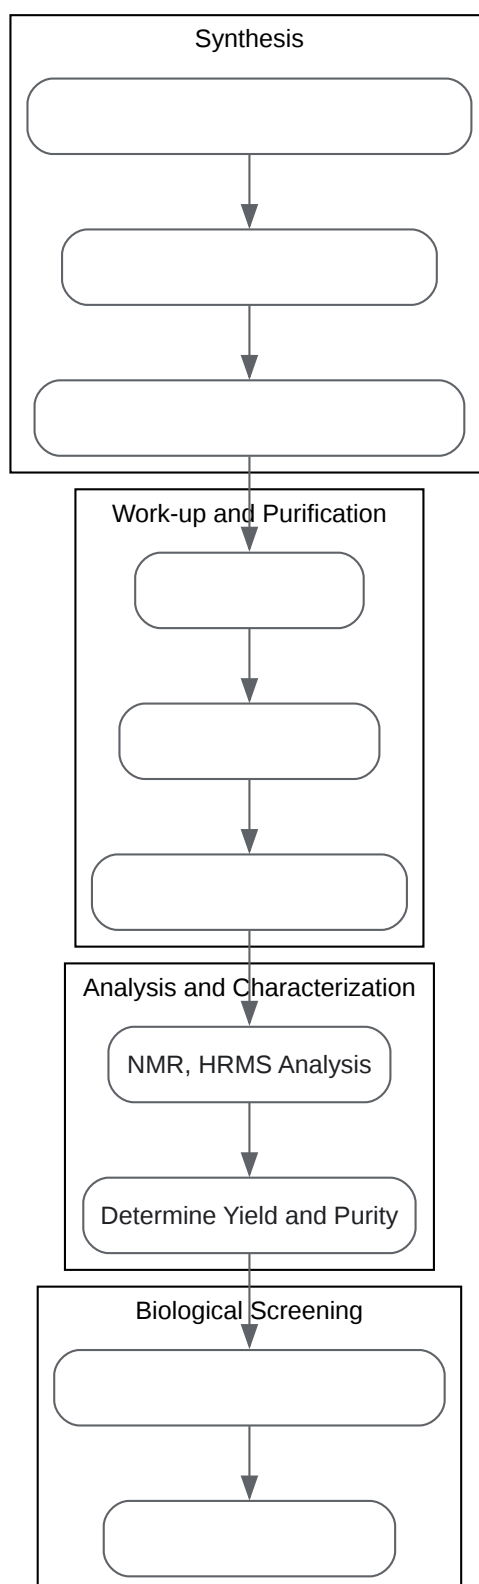 Synthesis
Work-up and Purification
Analysis and Characterization
NMR, HRMS Analysis
Determine Yield and Purity
Biological Screening